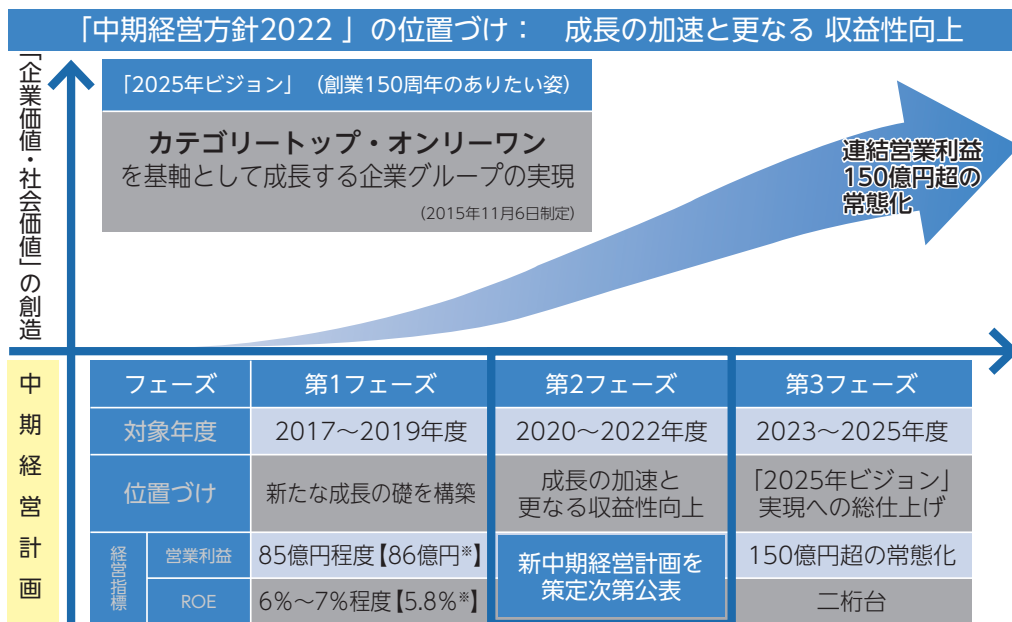 「中期経営方針2022 」の位置づけ： 成長の加速と更なる 収益性向上
「企業価値・社会価値」の創造
「2025年ビジョン」（創業150周年のありたい姿）
カテゴリートップ・オンリーワン
を基軸として成長する企業グループの実現
（2015年11月6日制定）
連結営業利益
150億円超の
常態化
中期経営計画
フェーズ 第1フェーズ 第2フェーズ 第3フェーズ
対象年度 2017～2019年度 2020～2022年度 2023～2025年度
位置づけ
新たな成長の礎を構築
成長の加速と
更なる収益性向上
「2025年ビジョン」
実現への総仕上げ
経営指標
営業利益 85億円程度【86億円※】
ROE 6%～7%程度【5.8%※】
新中期経営計画を
策定次第公表
150億円超の常態化
二桁台